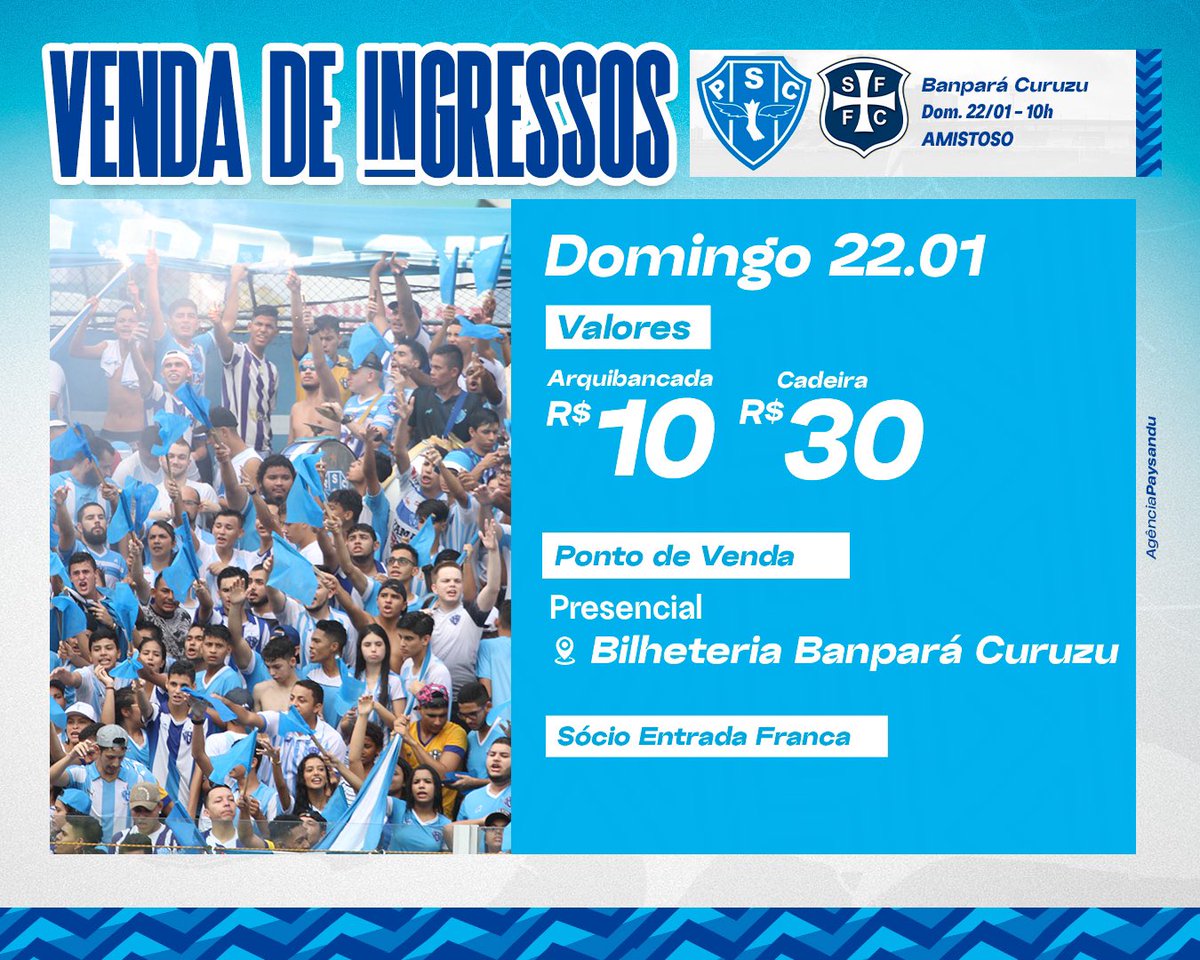 VENDA DE INGRESSOS
PSC
SFFC
Banpará Curuzu
Dom. 22/01 - 10h
AMISTOSO
Domingo 22.01
Valores
Arquibancada
R$ 10
Cadeira
R$ 30
Ponto de Venda
Presencial
Bilheteria Banpará Curuzu
Sócio Entrada Franca
AgênciaPaysandu